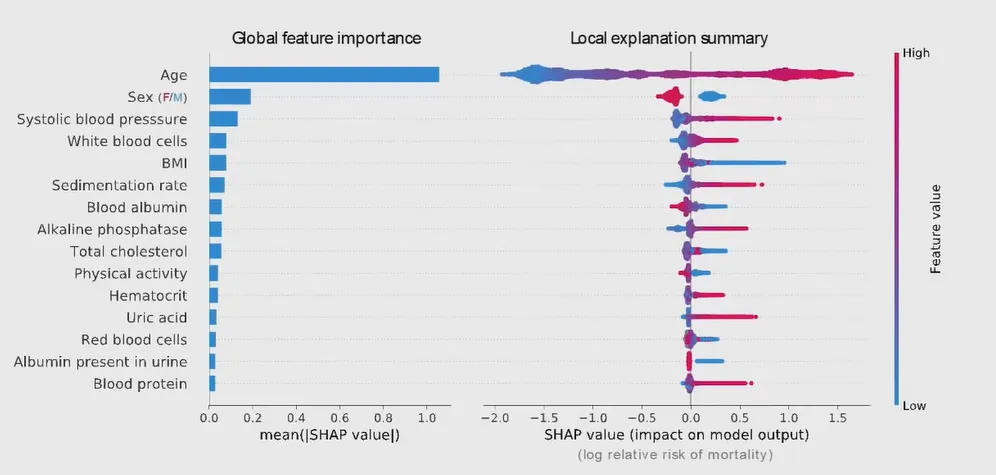 Global feature importance
Local explanation summary
Age
Sex (F/M)
Systolic blood presssure
White blood cells
BMI
Sedimentation rate
Blood albumin
Alkaline phosphatase
Total cholesterol
Physical activity
Hematocrit
Uric acid
Red blood cells
Albumin present in urine
Blood protein
0.0 0.2 0.4 0.6 0.8 1.0
mean(|SHAP value|)
−2.0 −1.5 −1.0 −0.5 0.0 0.5 1.0 1.5
SHAP value (impact on model output)
(log relative risk of mortality)
High
Feature value
Low